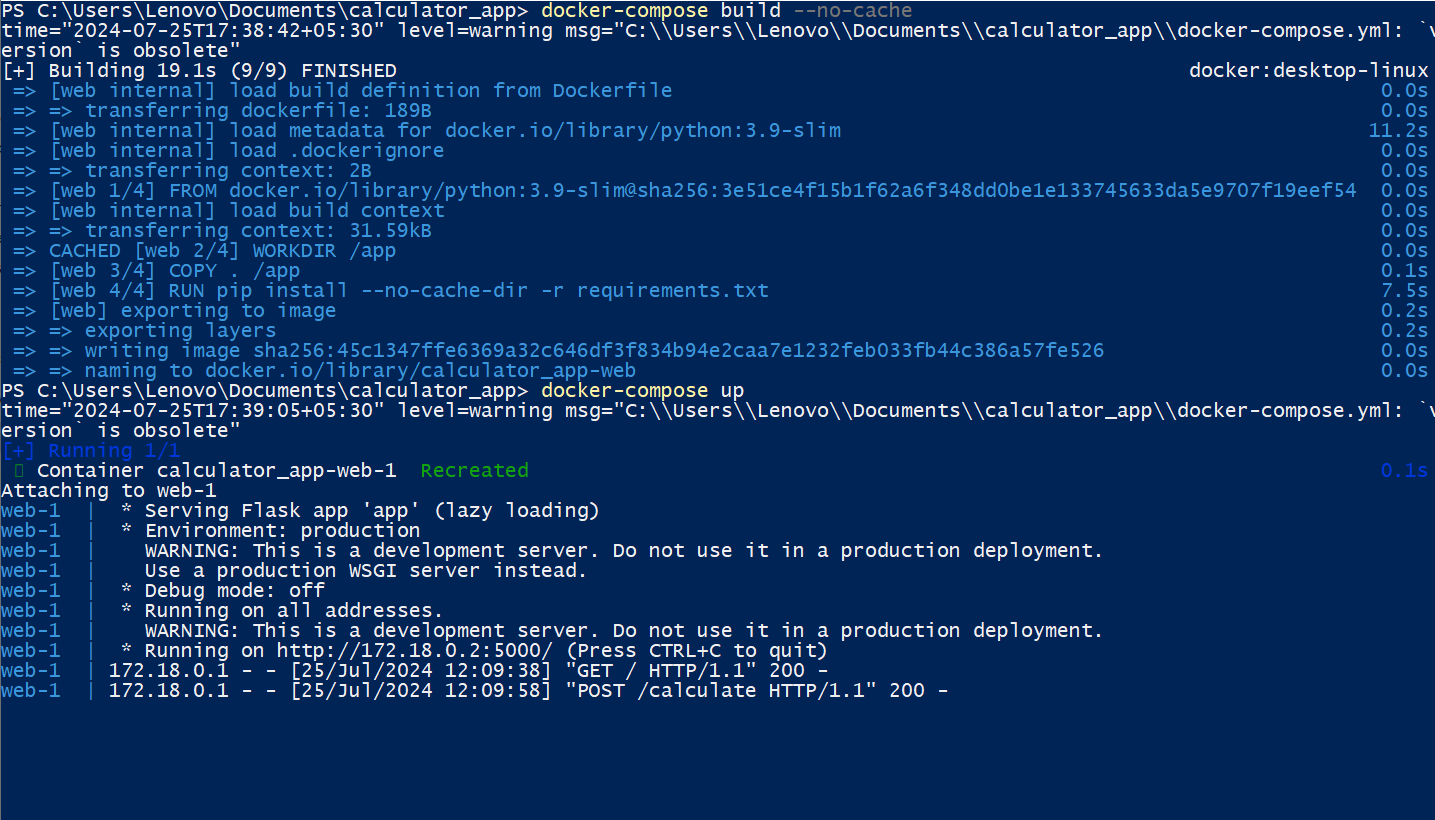 PS C:\Users\Lenovo\Documents\calculator_app> docker-compose build --no-cache
time="2024-07-25T17:38:42+05:30" level=warning msg="C:\\Users\\Lenovo\\Documents\\calculator_app\\docker-compose.yml: `v
ersion` is obsolete"
[+] Building 19.1s (9/9) FINISHED docker:desktop-linux
=> [web internal] load build definition from Dockerfile 0.0s
=> => transferring dockerfile: 189B 0.0s
=> [web internal] load metadata for docker.io/library/python:3.9-slim 11.2s
=> [web internal] load .dockerignore 0.0s
=> => transferring context: 2B 0.0s
=> [web 1/4] FROM docker.io/library/python:3.9-slim@sha256:3e51ce4f15b1f62a6f348dd0be1e133745633da5e9707f19eef54 0.0s
=> [web internal] load build context 0.0s
=> => transferring context: 31.59kB 0.0s
=> CACHED [web 2/4] WORKDIR /app 0.0s
=> [web 3/4] COPY . /app 0.1s
=> [web 4/4] RUN pip install --no-cache-dir -r requirements.txt 7.5s
=> [web] exporting to image 0.2s
=> => exporting layers 0.2s
=> => writing image sha256:45c1347ffe6369a32c646df3f834b94e2caa7e1232feb033fb44c386a57fe526 0.0s
=> => naming to docker.io/library/calculator_app-web 0.0s
PS C:\Users\Lenovo\Documents\calculator_app> docker-compose up
time="2024-07-25T17:39:05+05:30" level=warning msg="C:\\Users\\Lenovo\\Documents\\calculator_app\\docker-compose.yml: `v
ersion` is obsolete"
[+] Running 1/1
Container calculator_app-web-1 Recreated 0.1s
Attaching to web-1
web-1 | * Serving Flask app 'app' (lazy loading)
web-1 | * Environment: production
web-1 | WARNING: This is a development server. Do not use it in a production deployment.
web-1 | Use a production WSGI server instead.
web-1 | * Debug mode: off
web-1 | * Running on all addresses.
web-1 | WARNING: This is a development server. Do not use it in a production deployment.
web-1 | * Running on http://172.18.0.2:5000/ (Press CTRL+C to quit)
web-1 | 172.18.0.1 - - [25/Jul/2024 12:09:38] "GET / HTTP/1.1" 200 -
web-1 | 172.18.0.1 - - [25/Jul/2024 12:09:58] "POST /calculate HTTP/1.1" 200 -